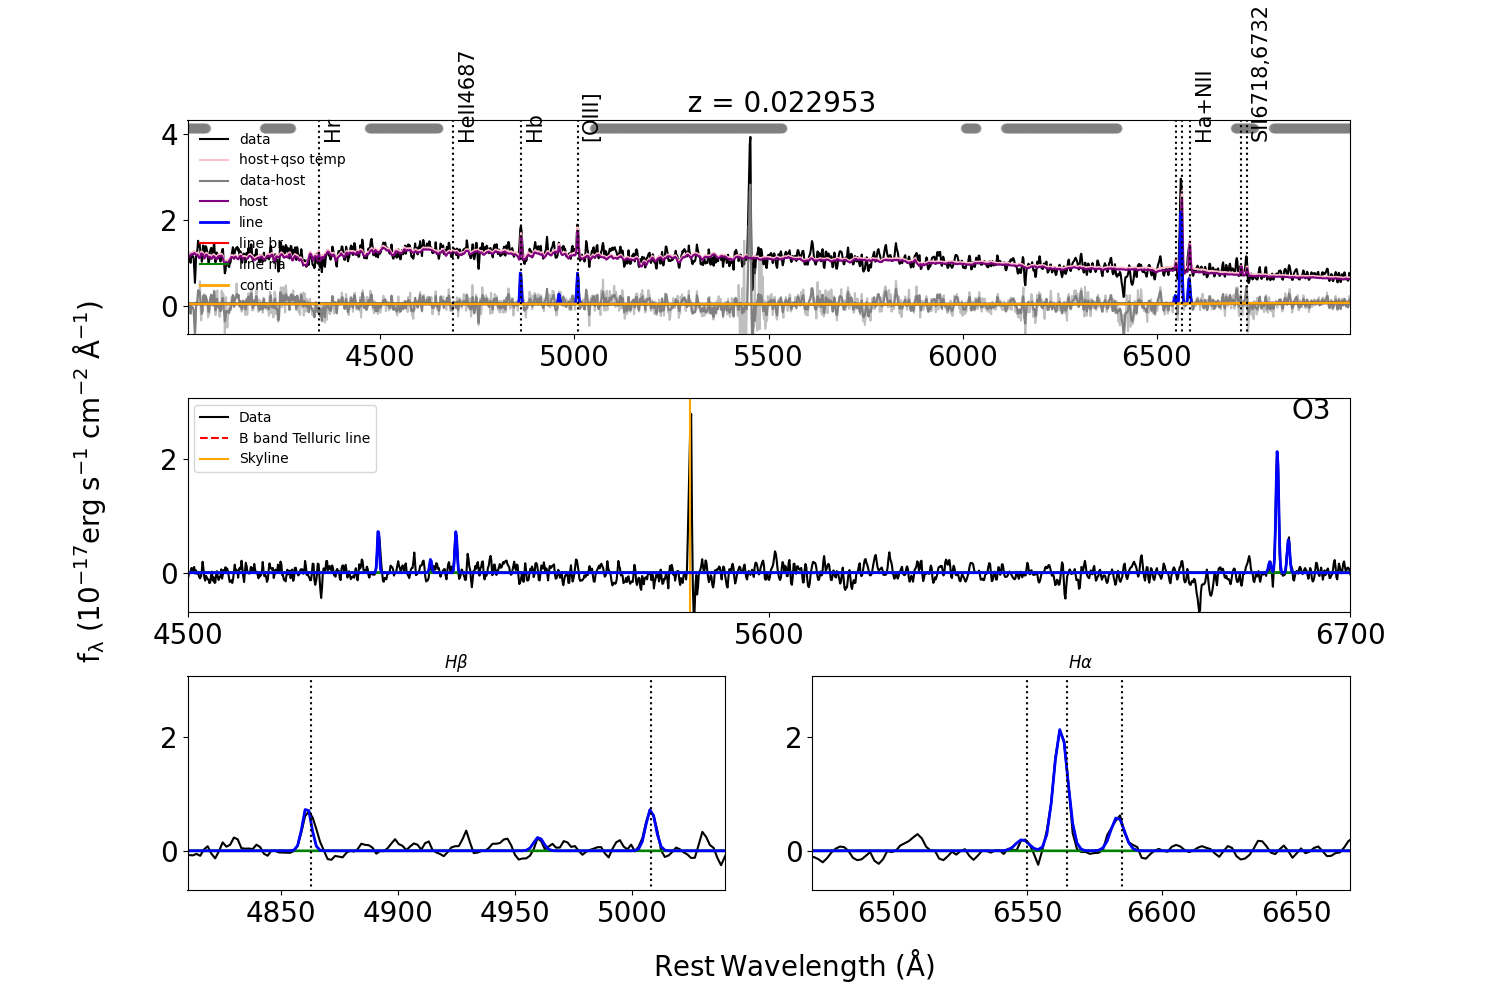 z = 0.022953
Hr
HeII4687
Hb
[OIII]
Ha+NII
SII6718,6732
data
host+qso temp
data-host
host
line
line br
line na
conti
4
2
0
4500
5000
5500
6000
6500
fλ (10⁻¹⁷erg s⁻¹ cm⁻² Å⁻¹)
O3
Data
B band Telluric line
Skyline
2
0
4500
5600
6700
Hβ
2
0
4850
4900
4950
5000
Hα
2
0
6500
6550
6600
6650
Rest Wavelength (Å)